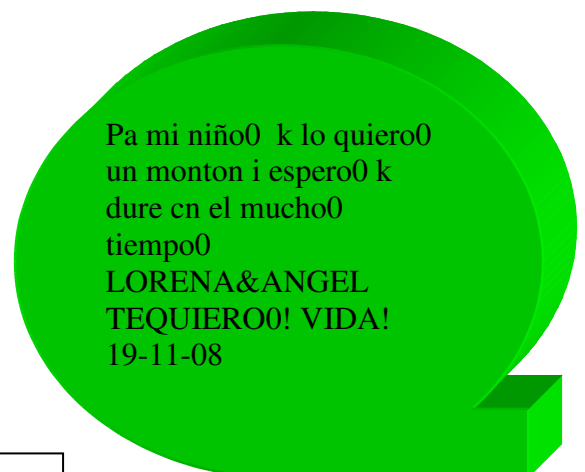 Pa mi niño0  k lo quiero0
un monton i espero0 k
dure cn el mucho0
tiempo0
LORENA&ANGEL
TEQUIERO0! VIDA!
19-11-08